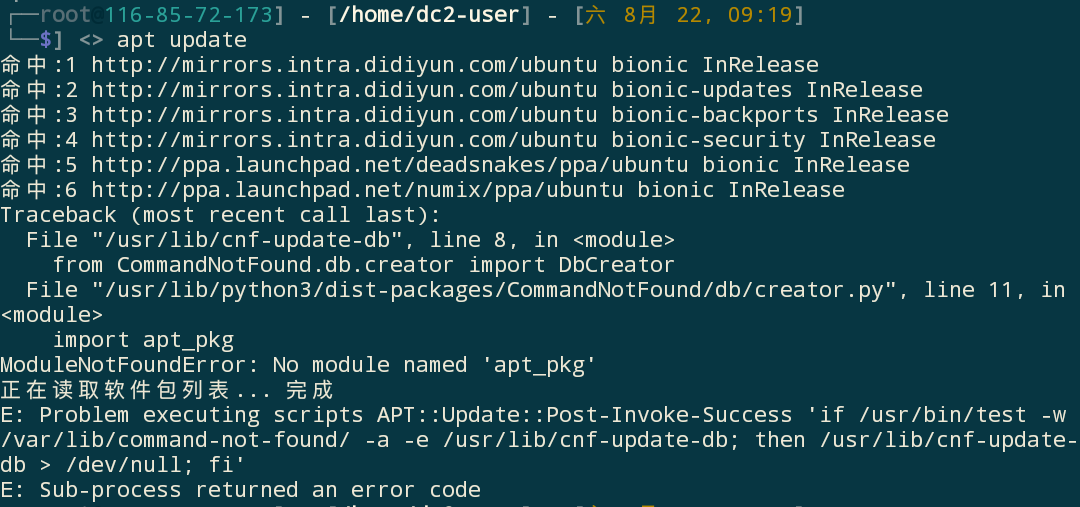 ┌──root@116-85-72-173] - [/home/dc2-user] - [六 8月 22, 09:19]
└──$] <> apt update
命中:1 http://mirrors.intra.didiyun.com/ubuntu bionic InRelease
命中:2 http://mirrors.intra.didiyun.com/ubuntu bionic-updates InRelease
命中:3 http://mirrors.intra.didiyun.com/ubuntu bionic-backports InRelease
命中:4 http://mirrors.intra.didiyun.com/ubuntu bionic-security InRelease
命中:5 http://ppa.launchpad.net/deadsnakes/ppa/ubuntu bionic InRelease
命中:6 http://ppa.launchpad.net/numix/ppa/ubuntu bionic InRelease
Traceback (most recent call last):
  File "/usr/lib/cnf-update-db", line 8, in <module>
    from CommandNotFound.db.creator import DbCreator
  File "/usr/lib/python3/dist-packages/CommandNotFound/db/creator.py", line 11, in
<module>
    import apt_pkg
ModuleNotFoundError: No module named 'apt_pkg'
正在读取软件包列表... 完成
E: Problem executing scripts APT::Update::Post-Invoke-Success 'if /usr/bin/test -w
/var/lib/command-not-found/ -a -e /usr/lib/cnf-update-db; then /usr/lib/cnf-update-
db > /dev/null; fi'
E: Sub-process returned an error code